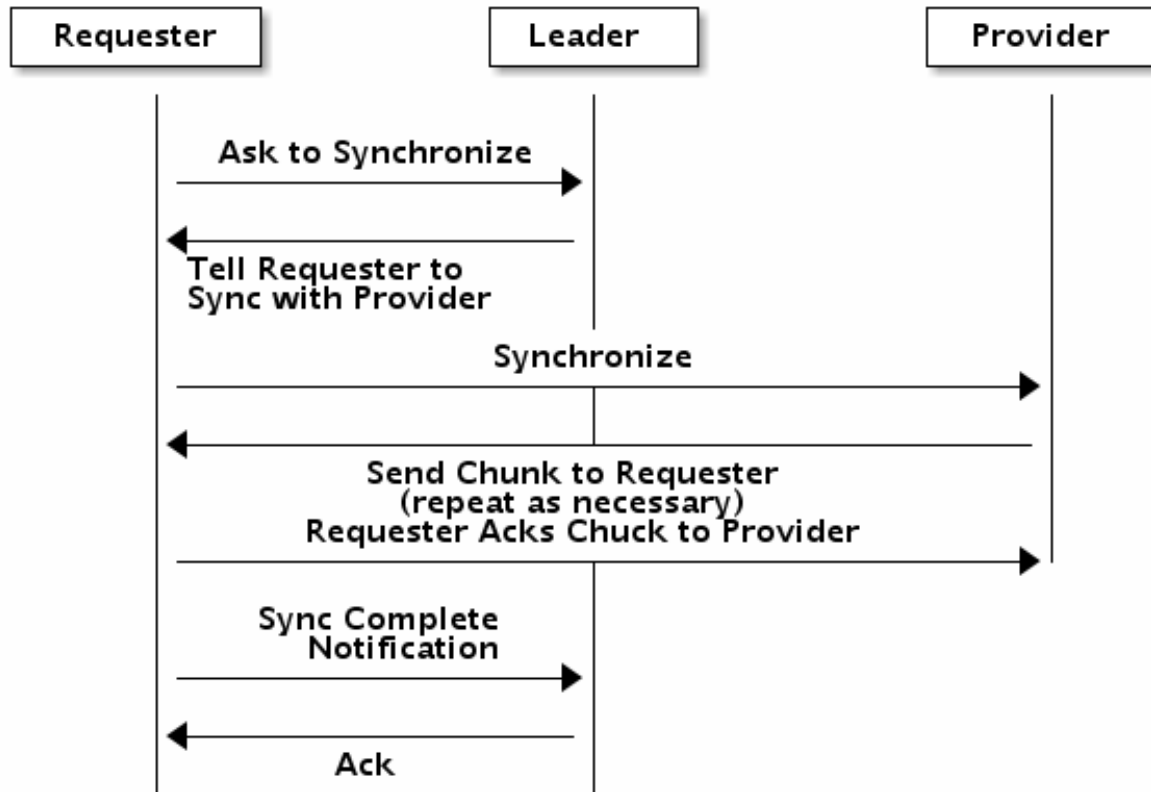 Requester
Leader
Provider
Ask to Synchronize
Tell Requester to
Sync with Provider
Synchronize
Send Chunk to Requester
(repeat as necessary)
Requester Acks Chuck to Provider
Sync Complete
Notification
Ack